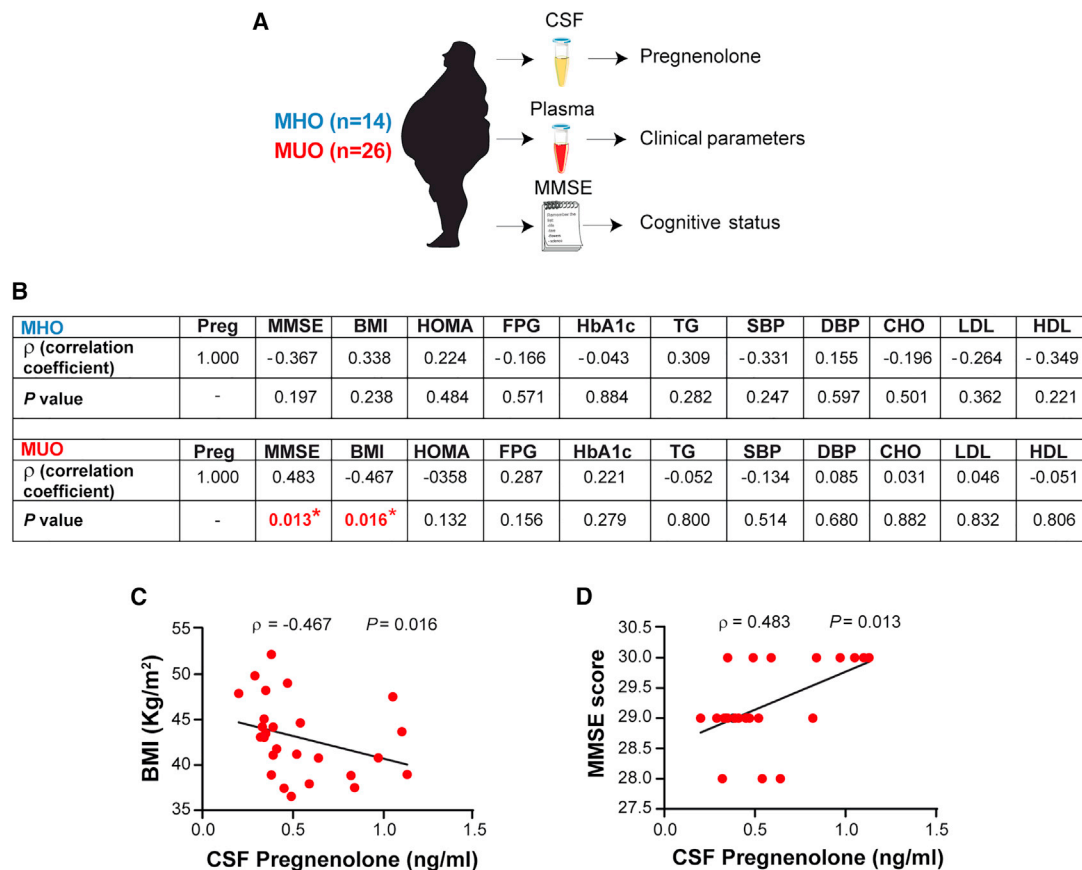 A
CSF
Pregnenolone
MHO (n=14)
MUO (n=26)
Plasma
Clinical parameters
MMSE
Cognitive status
B
MHO Preg MMSE BMI HOMA FPG HbA1c TG SBP DBP CHO LDL HDL
ρ (correlation coefficient) 1.000 -0.367 0.338 0.224 -0.166 -0.043 0.309 -0.331 0.155 -0.196 -0.264 -0.349
P value - 0.197 0.238 0.484 0.571 0.884 0.282 0.247 0.597 0.501 0.362 0.221
MUO Preg MMSE BMI HOMA FPG HbA1c TG SBP DBP CHO LDL HDL
ρ (correlation coefficient) 1.000 0.483 -0.467 -0358 0.287 0.221 -0.052 -0.134 0.085 0.031 0.046 -0.051
P value - 0.013* 0.016* 0.132 0.156 0.279 0.800 0.514 0.680 0.882 0.832 0.806
C
ρ = -0.467 P= 0.016
BMI (Kg/m²)
55
50
45
40
35
0.0 0.5 1.0 1.5
CSF Pregnenolone (ng/ml)
D
ρ = 0.483 P= 0.013
MMSE score
30.5
30.0
29.5
29.0
28.5
28.0
27.5
0.0 0.5 1.0 1.5
CSF Pregnenolone (ng/ml)